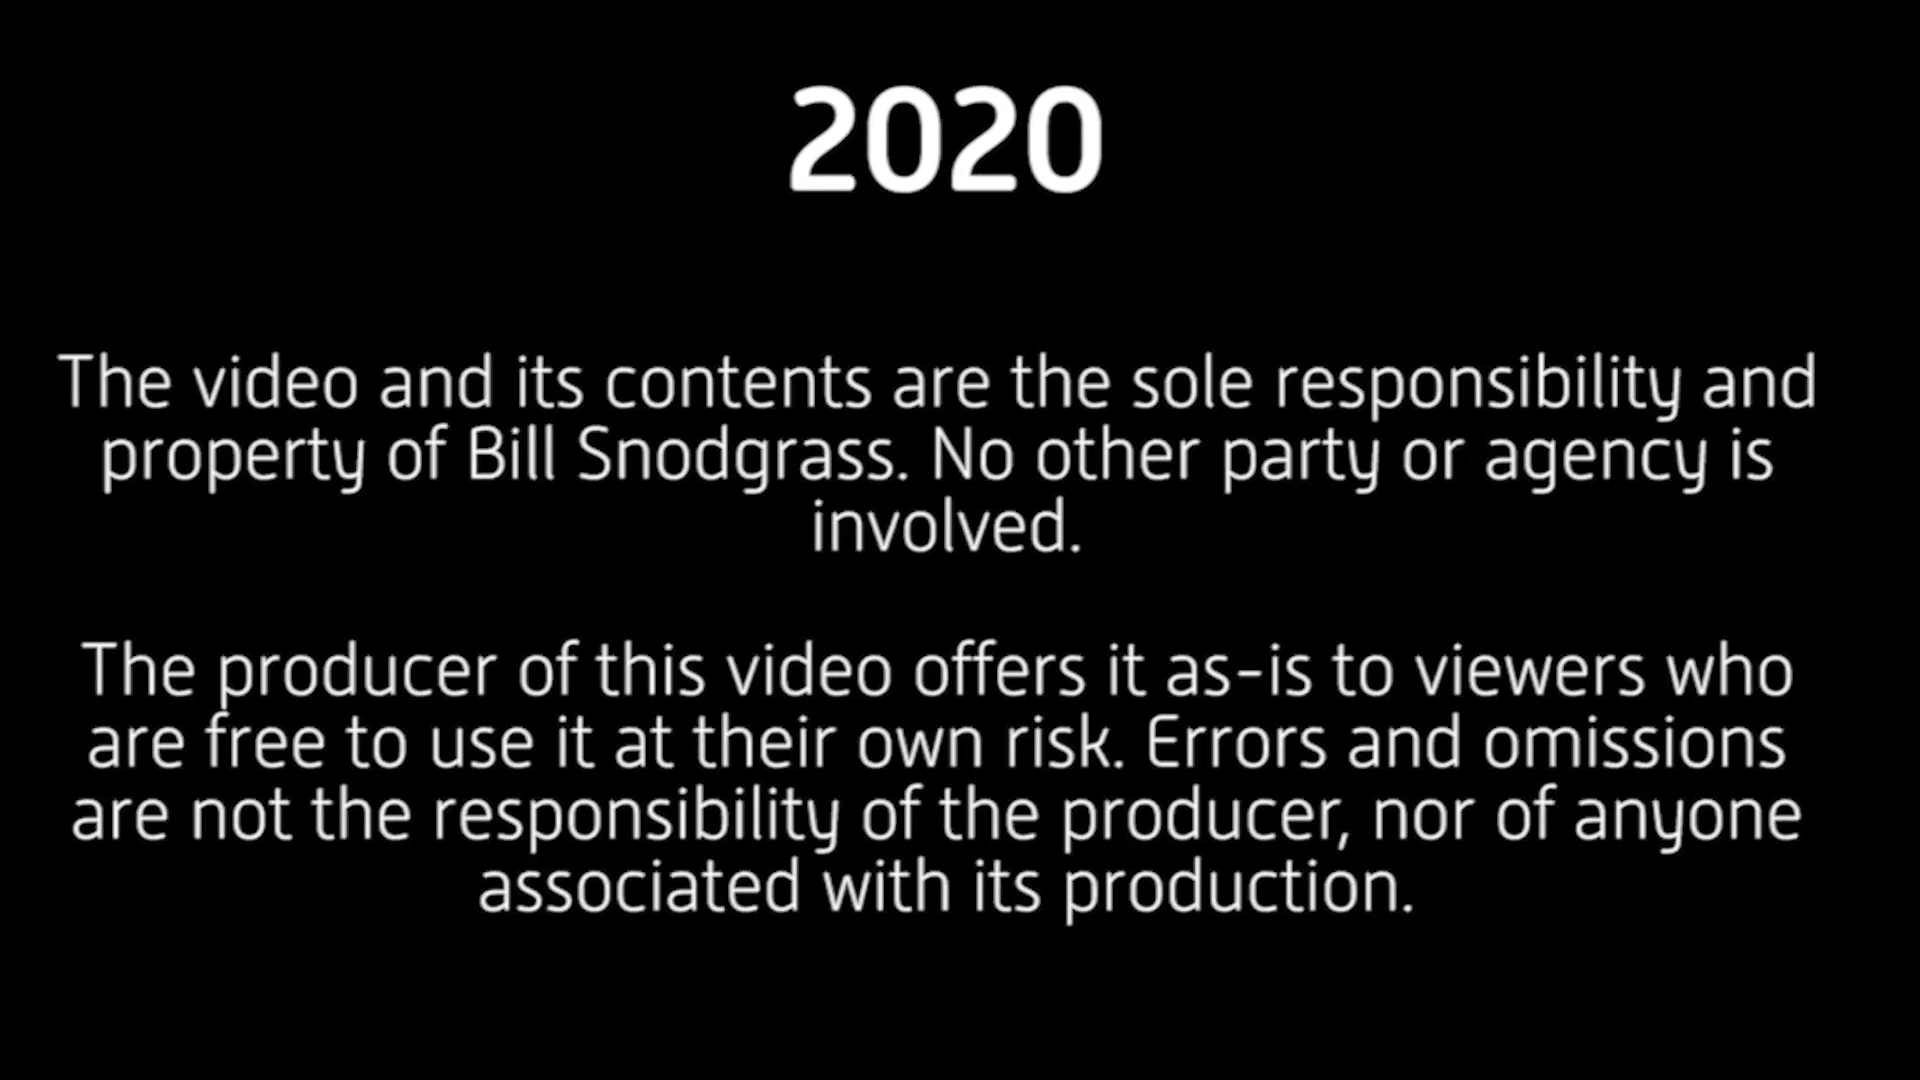 2020
The video and its contents are the sole responsibility and
property of Bill Snodgrass. No other party or agency is
involved.
The producer of this video offers it as-is to viewers who
are free to use it at their own risk. Errors and omissions
are not the responsibility of the producer, nor of anyone
associated with its production.